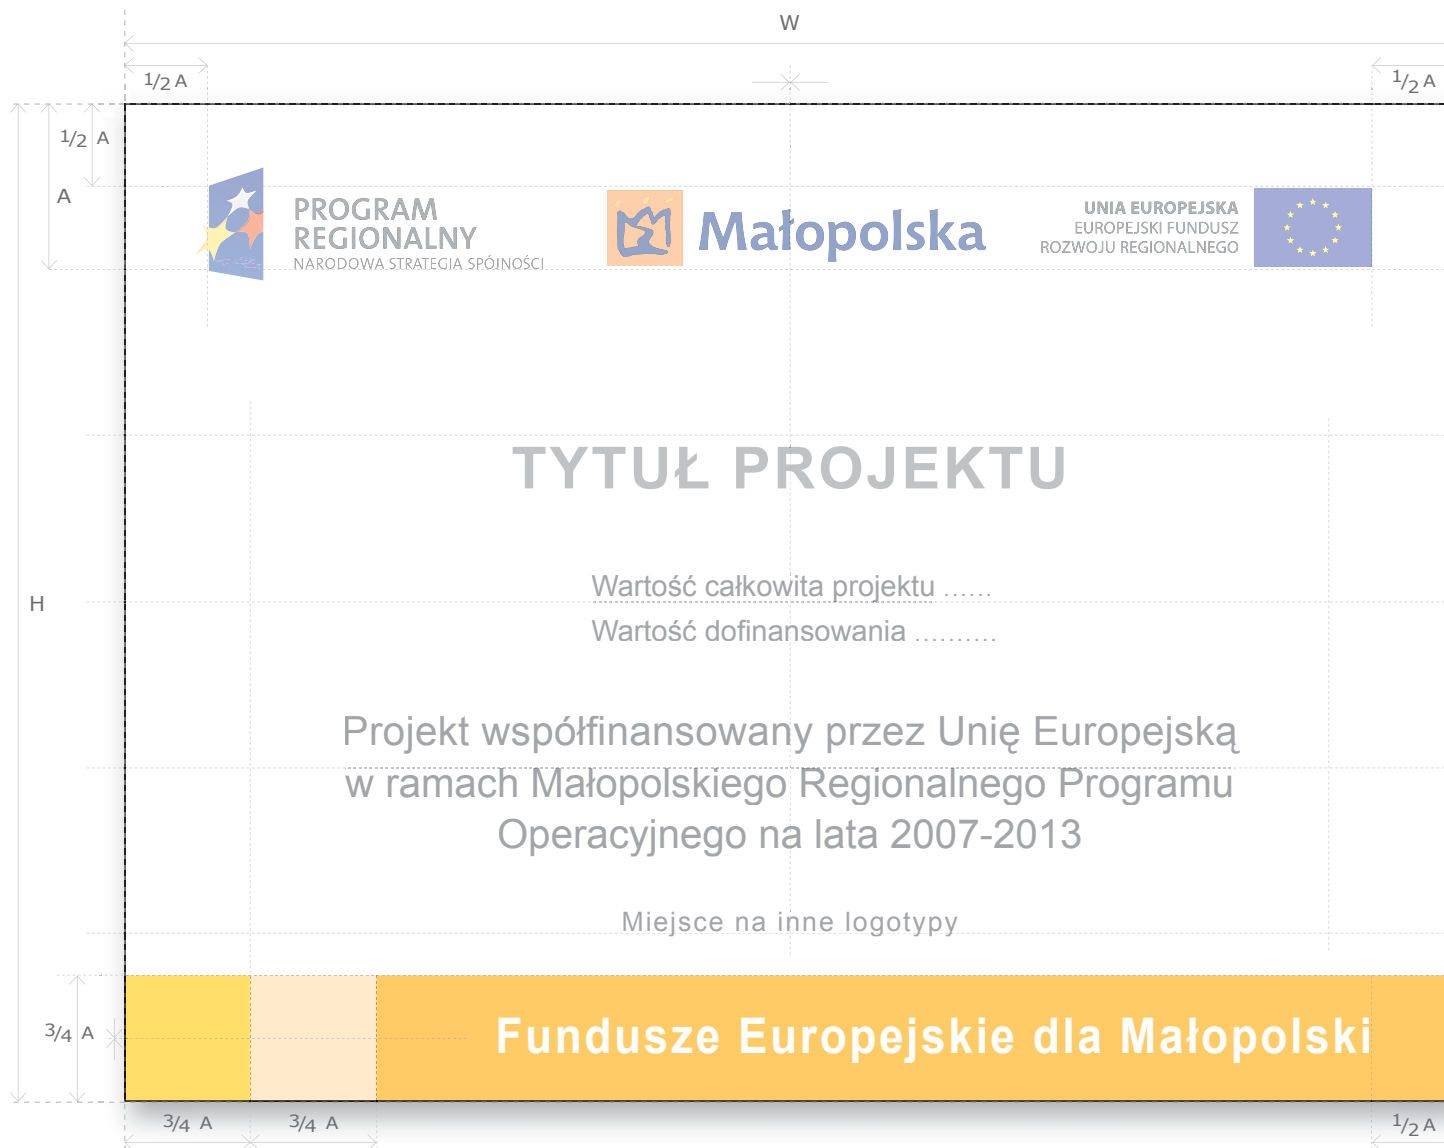 W
1/2 A
1/2 A
1/2 A
A
PROGRAM
REGIONALNY
NARODOWA STRATEGIA SPÓJNOŚCI
Małopolska
UNIA EUROPEJSKA
EUROPEJSKI FUNDUSZ
ROZWOJU REGIONALNEGO
TYTUŁ PROJEKTU
H
Wartość całkowita projektu ......
Wartość dofinansowania ..........
Projekt współfinansowany przez Unię Europejską
w ramach Małopolskiego Regionalnego Programu
Operacyjnego na lata 2007-2013
Miejsce na inne logotypy
3/4 A
Fundusze Europejskie dla Małopolski
3/4 A
3/4 A
1/2 A